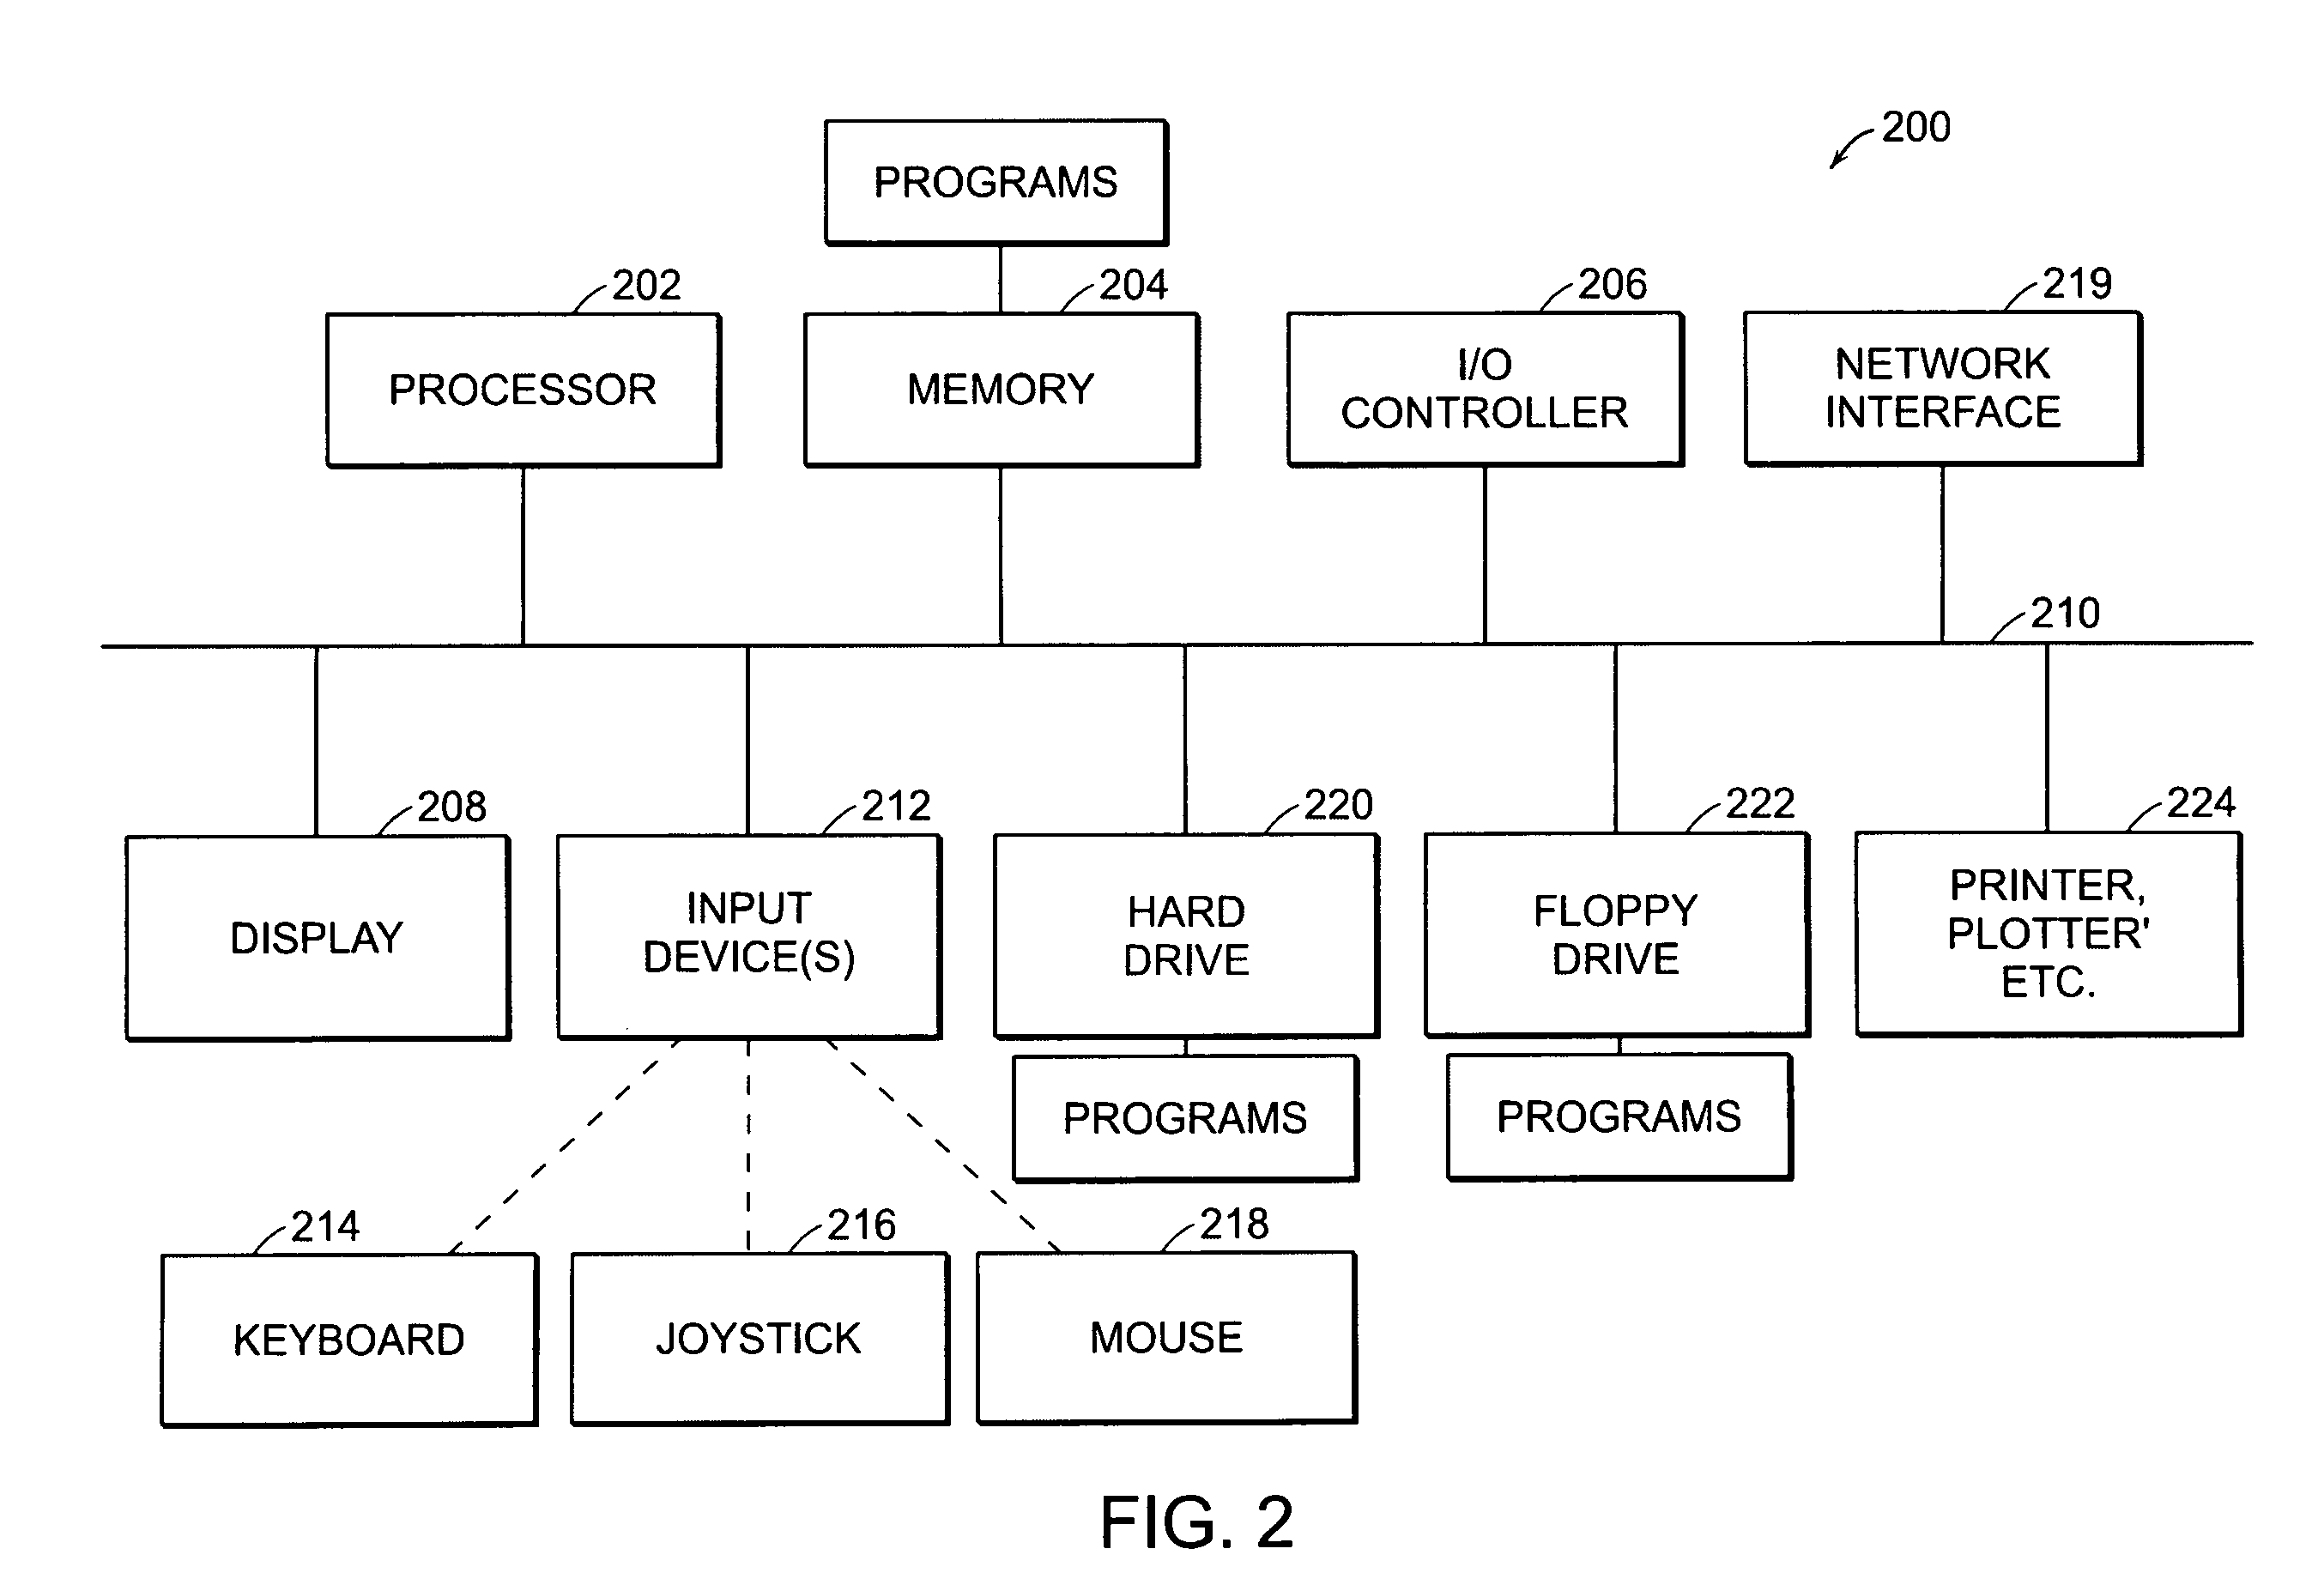 200
PROGRAMS
202
204
206
219
PROCESSOR
MEMORY
I/O
CONTROLLER
NETWORK
INTERFACE
210
208
212
220
222
224
DISPLAY
INPUT
DEVICE(S)
HARD
DRIVE
FLOPPY
DRIVE
PRINTER,
PLOTTER'
ETC.
PROGRAMS
PROGRAMS
214
216
218
KEYBOARD
JOYSTICK
MOUSE
FIG. 2